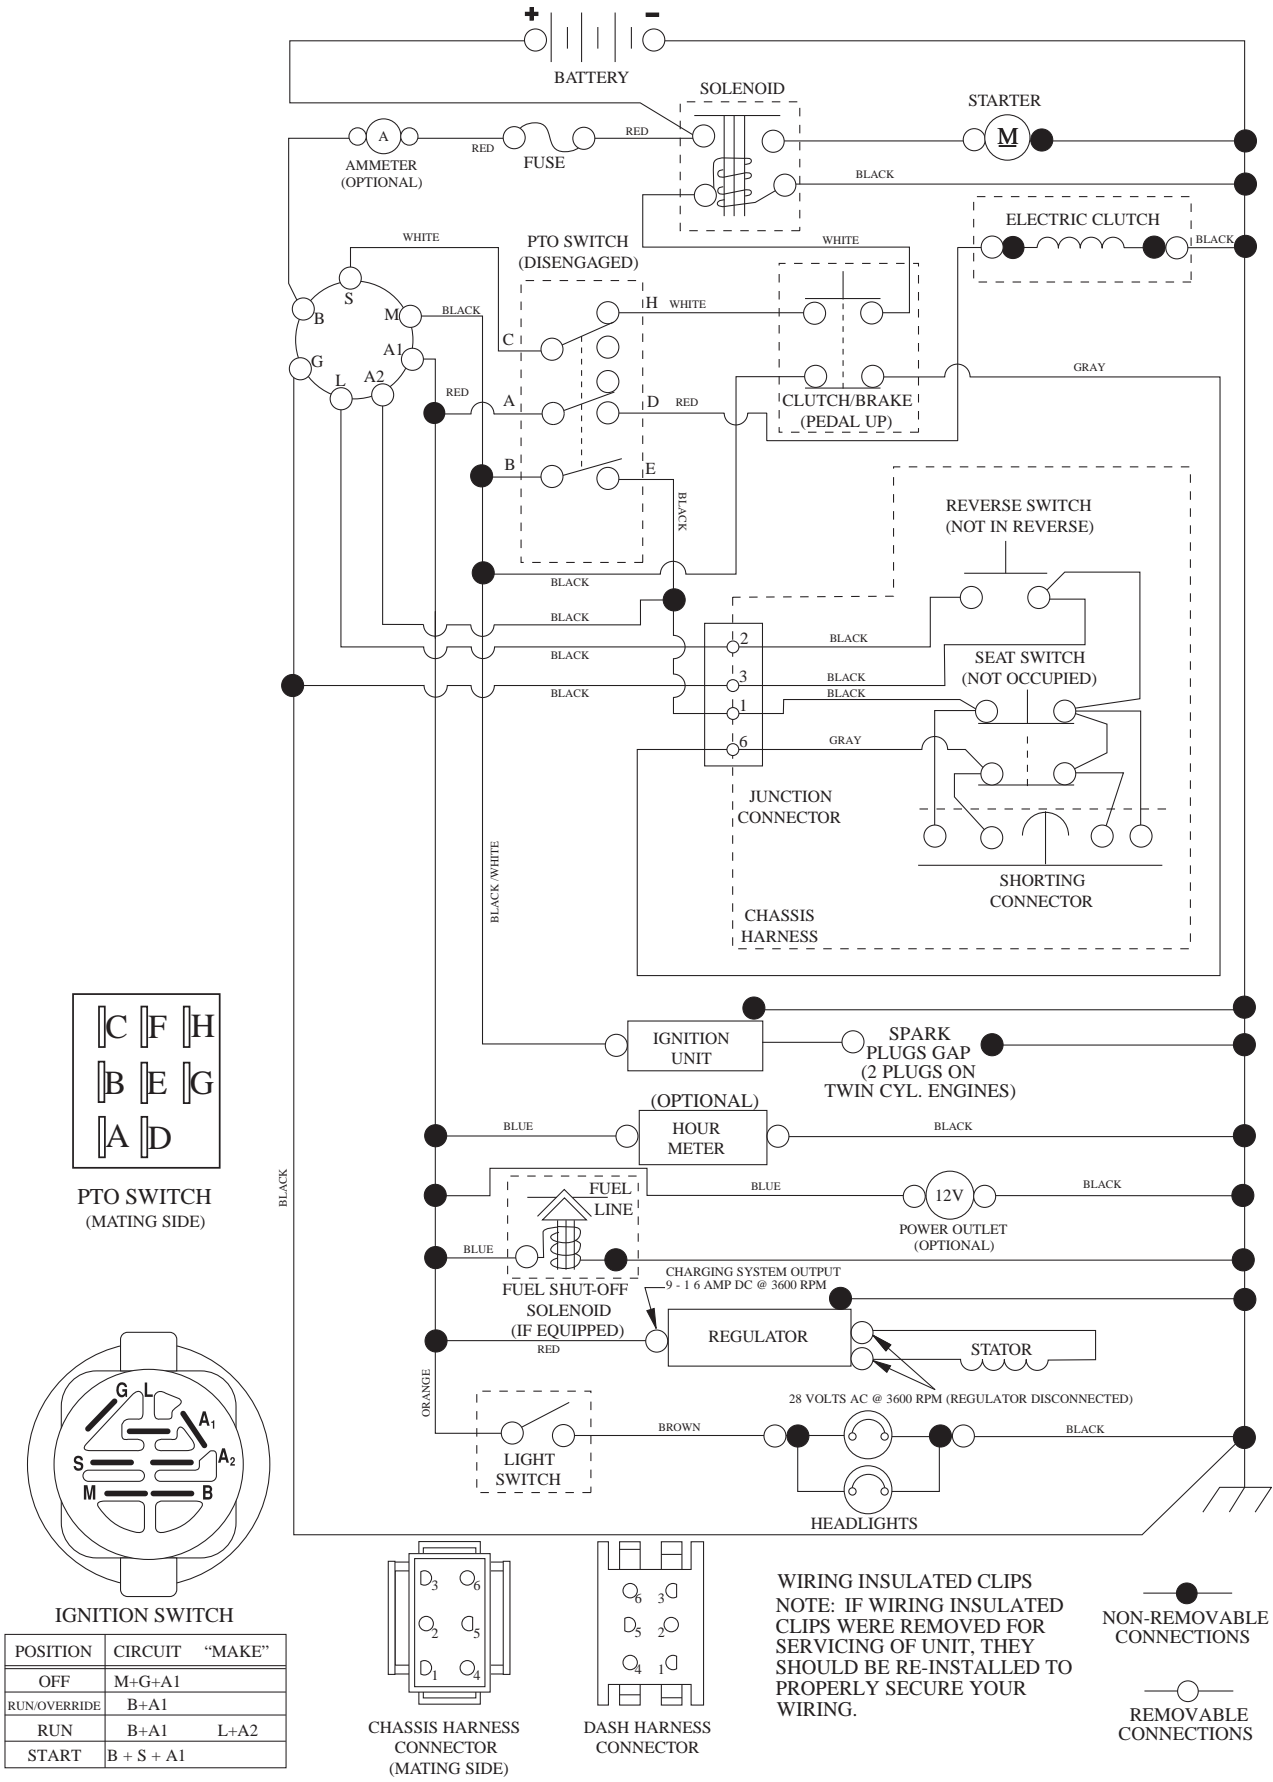 +
−
BATTERY
SOLENOID
STARTER
M
A
AMMETER
(OPTIONAL)
RED
FUSE
RED
BLACK
ELECTRIC CLUTCH
BLACK
WHITE
PTO SWITCH
(DISENGAGED)
WHITE
S
B
M
BLACK
H
WHITE
G
A1
C
L
A2
RED
A
D
RED
CLUTCH/BRAKE
(PEDAL UP)
GRAY
B
E
BLACK
REVERSE SWITCH
(NOT IN REVERSE)
BLACK
BLACK
2
BLACK
BLACK
SEAT SWITCH
(NOT OCCUPIED)
3
BLACK
BLACK
BLACK
1
6
GRAY
JUNCTION
CONNECTOR
BLACK /WHITE
SHORTING
CONNECTOR
CHASSIS
HARNESS
C F H
B E G
A D
PTO SWITCH
(MATING SIDE)
IGNITION
UNIT
SPARK
PLUGS GAP
(2 PLUGS ON
TWIN CYL. ENGINES)
(OPTIONAL)
HOUR
METER
BLUE
BLACK
BLACK
FUEL
LINE
BLUE
12V
BLACK
POWER OUTLET
(OPTIONAL)
BLUE
FUEL SHUT-OFF
SOLENOID
(IF EQUIPPED)
CHARGING SYSTEM OUTPUT
9 - 1 6 AMP DC @ 3600 RPM
RED
REGULATOR
STATOR
28 VOLTS AC @ 3600 RPM (REGULATOR DISCONNECTED)
ORANGE
LIGHT
SWITCH
BROWN
BLACK
HEADLIGHTS
G L
A1
S
A2
M B
IGNITION SWITCH
POSITION CIRCUIT “MAKE”
OFF M+G+A1
RUN/OVERRIDE B+A1
RUN B+A1 L+A2
START B + S + A1
3 6
2 5
1 4
CHASSIS HARNESS
CONNECTOR
(MATING SIDE)
6 3
5 2
4 1
DASH HARNESS
CONNECTOR
WIRING INSULATED CLIPS
NOTE: IF WIRING INSULATED
CLIPS WERE REMOVED FOR
SERVICING OF UNIT, THEY
SHOULD BE RE-INSTALLED TO
PROPERLY SECURE YOUR
WIRING.
NON-REMOVABLE
CONNECTIONS
REMOVABLE
CONNECTIONS